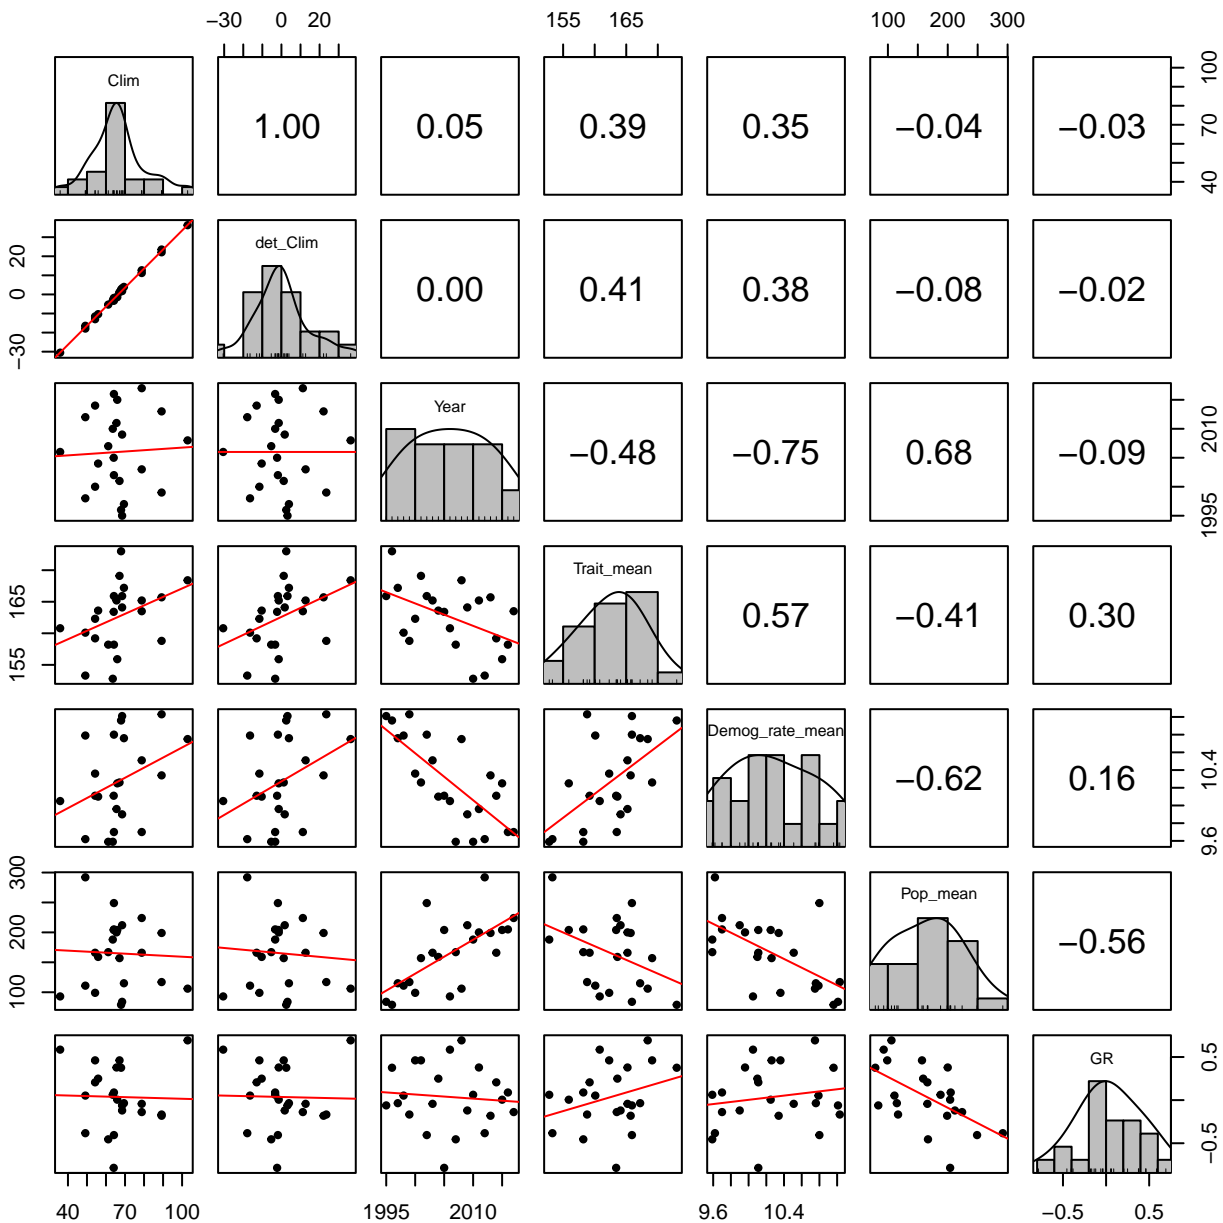 −30 0 20 155 165 100 200 300
Clim 1.00 0.05 0.39 0.35 −0.04 −0.03 40 70 100
−30 0 20 det_Clim 0.00 0.41 0.38 −0.08 −0.02
Year −0.48 −0.75 0.68 −0.09 1995 2010
155 165 Trait_mean 0.57 −0.41 0.30
Demog_rate_mean −0.62 0.16 9.6 10.4
100 200 300 Pop_mean −0.56
GR −0.5 0.5
40 70 100 1995 2010 9.6 10.4 −0.5 0.5